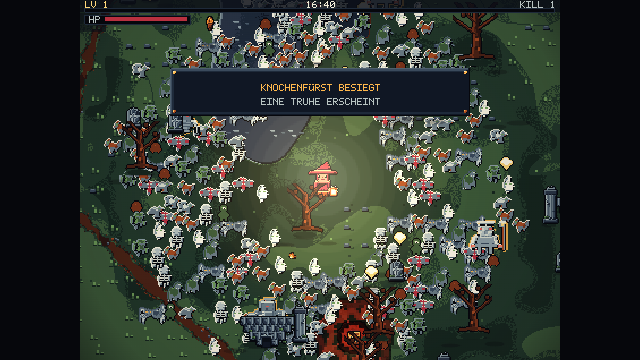 LV 1 16:40 KILL 1
HP
KNOCHENFÜRST BESIEGT
EINE TRUHE ERSCHEINT